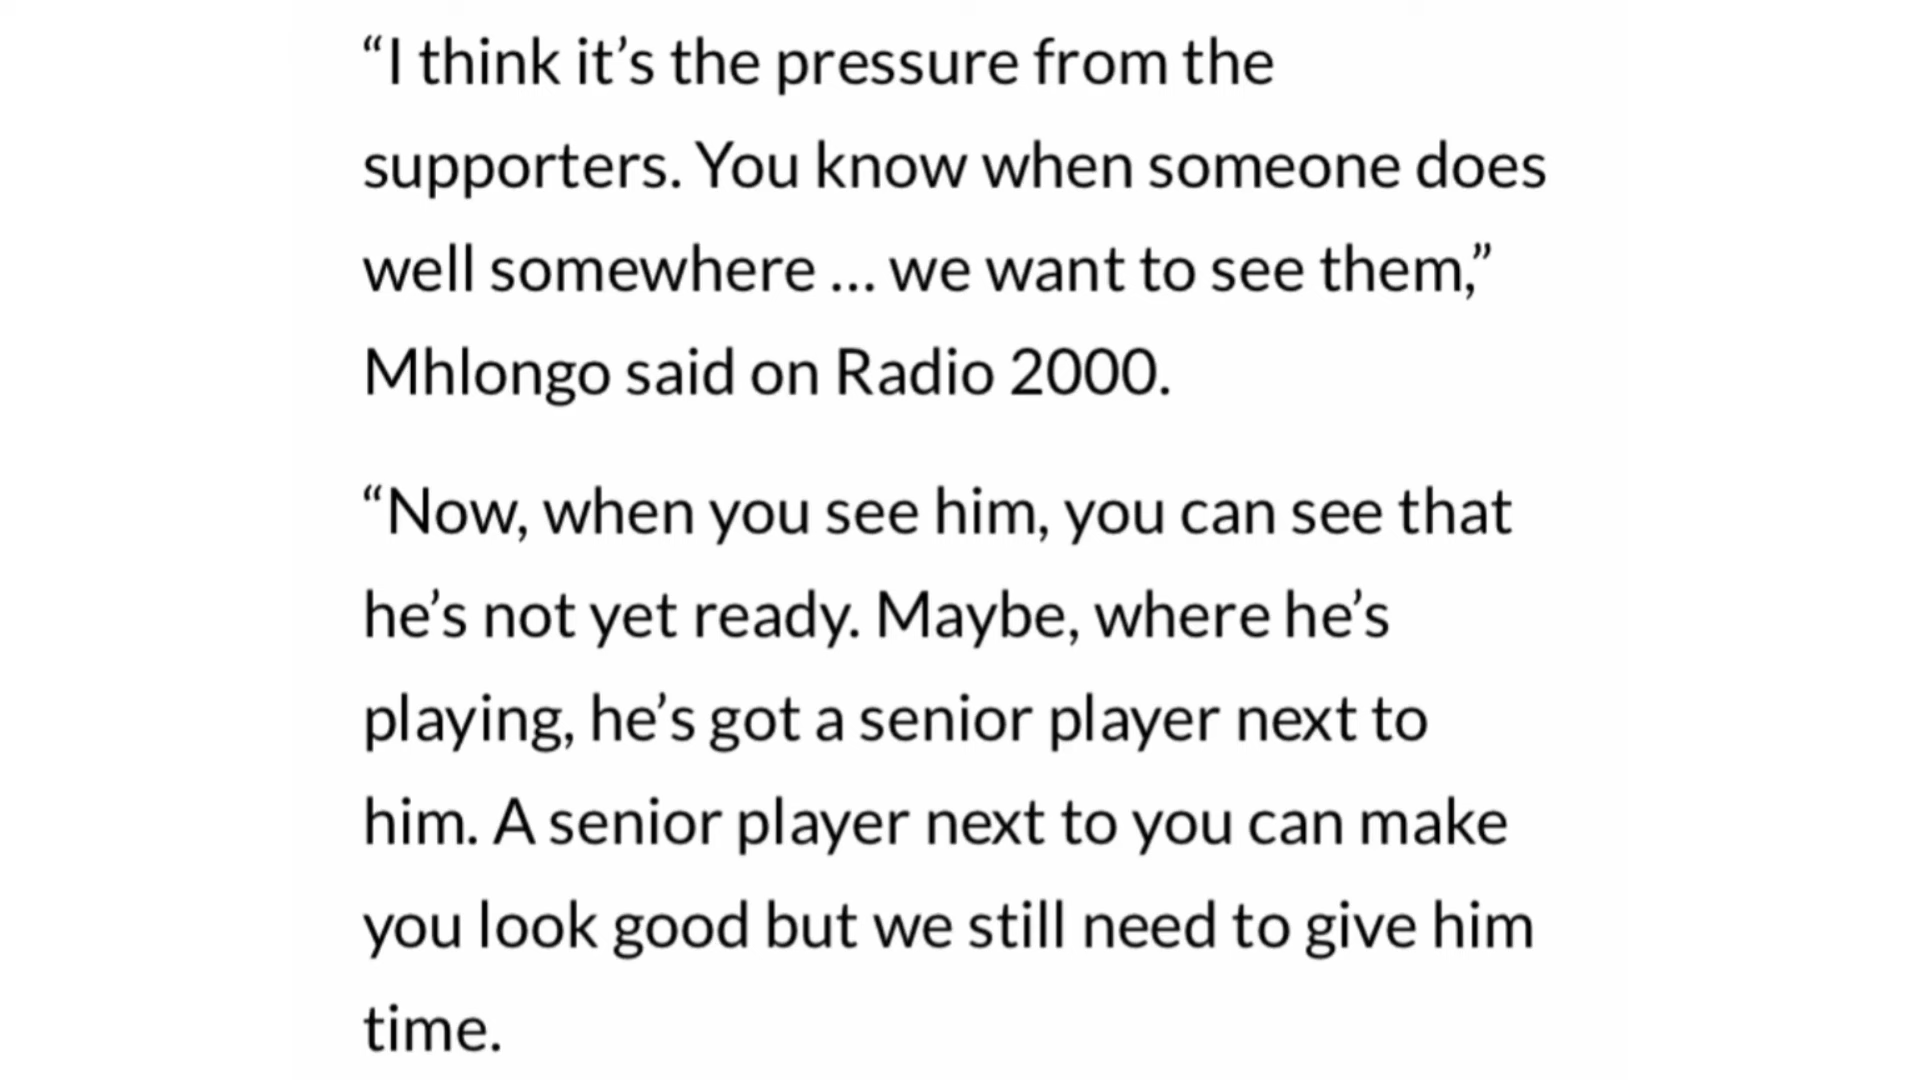 “I think it’s the pressure from the
supporters. You know when someone does
well somewhere … we want to see them,”
Mhlongo said on Radio 2000.
“Now, when you see him, you can see that
he’s not yet ready. Maybe, where he’s
playing, he’s got a senior player next to
him. A senior player next to you can make
you look good but we still need to give him
time.